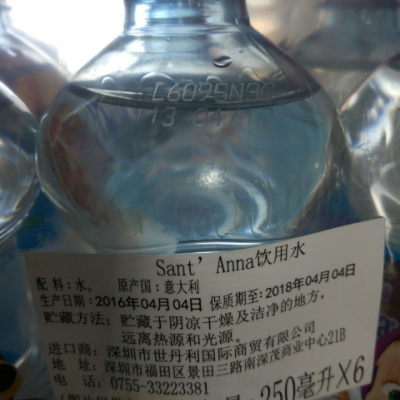 L6095N9C
Sant' Anna饮用水
配 料:水。 原产国:意大利
生产日期:2016年04月04日 保质期至:2018年04月04日
贮藏方法: 贮藏于阴凉干燥及洁净的地方,
远离热源和光源。
进口商:深圳市世丹利国际商贸有限公司
地 址:深圳市福田区景田三路南深茂商业中心21B
电 话:0755-33223381
:250毫升X6